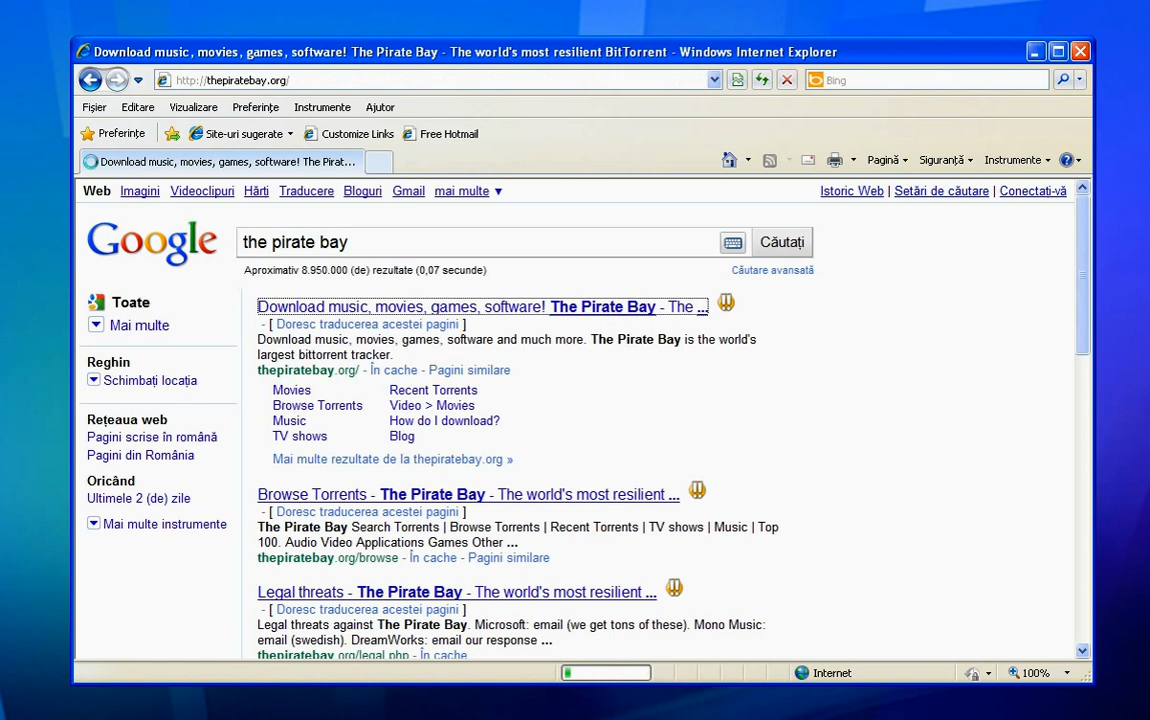 Download music, movies, games, software! The Pirate Bay - The world's most resilient BitTorrent - Windows Internet Explorer
http://thepiratebay.org/
Bing
Fișier Editare Vizualizare Preferințe Instrumente Ajutor
Preferințe Site-uri sugerate Customize Links Free Hotmail
Download music, movies, games, software! The Pirat... Pagină Siguranță Instrumente
Web Imagini Videoclipuri Hărți Traducere Bloguri Gmail mai multe ▼ Istoric Web | Setări de căutare | Conectați-vă
Google the pirate bay Căutați
Aproximativ 8.950.000 (de) rezultate (0,07 secunde) Căutare avansată
Toate
Mai multe
Reghin
Schimbați locația
Rețeaua web
Pagini scrise în română
Pagini din România
Oricând
Ultimele 2 (de) zile
Mai multe instrumente
Download music, movies, games, software! The Pirate Bay - The ...
- [ Doresc traducerea acestei pagini ]
Download music, movies, games, software and much more. The Pirate Bay is the world's
largest bittorrent tracker.
thepiratebay.org/ - În cache - Pagini similare
Movies Recent Torrents
Browse Torrents Video > Movies
Music How do I download?
TV shows Blog
Mai multe rezultate de la thepiratebay.org »
Browse Torrents - The Pirate Bay - The world's most resilient ...
- [ Doresc traducerea acestei pagini ]
The Pirate Bay Search Torrents | Browse Torrents | Recent Torrents | TV shows | Music | Top
100. Audio Video Applications Games Other ...
thepiratebay.org/browse - În cache - Pagini similare
Legal threats - The Pirate Bay - The world's most resilient ...
- [ Doresc traducerea acestei pagini ]
Legal threats against The Pirate Bay. Microsoft: email (we get tons of these). Mono Music:
email (swedish). DreamWorks: email our response ...
thepiratebay.org/legal.php - În cache
Internet 100%